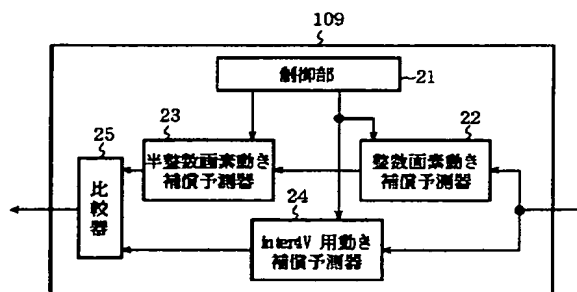 109
制御部
21
23
22
25
半整数画素動き
補償予測器
整数画素動き
補償予測器
比較器
24
inter4V 用動き
補償予測器